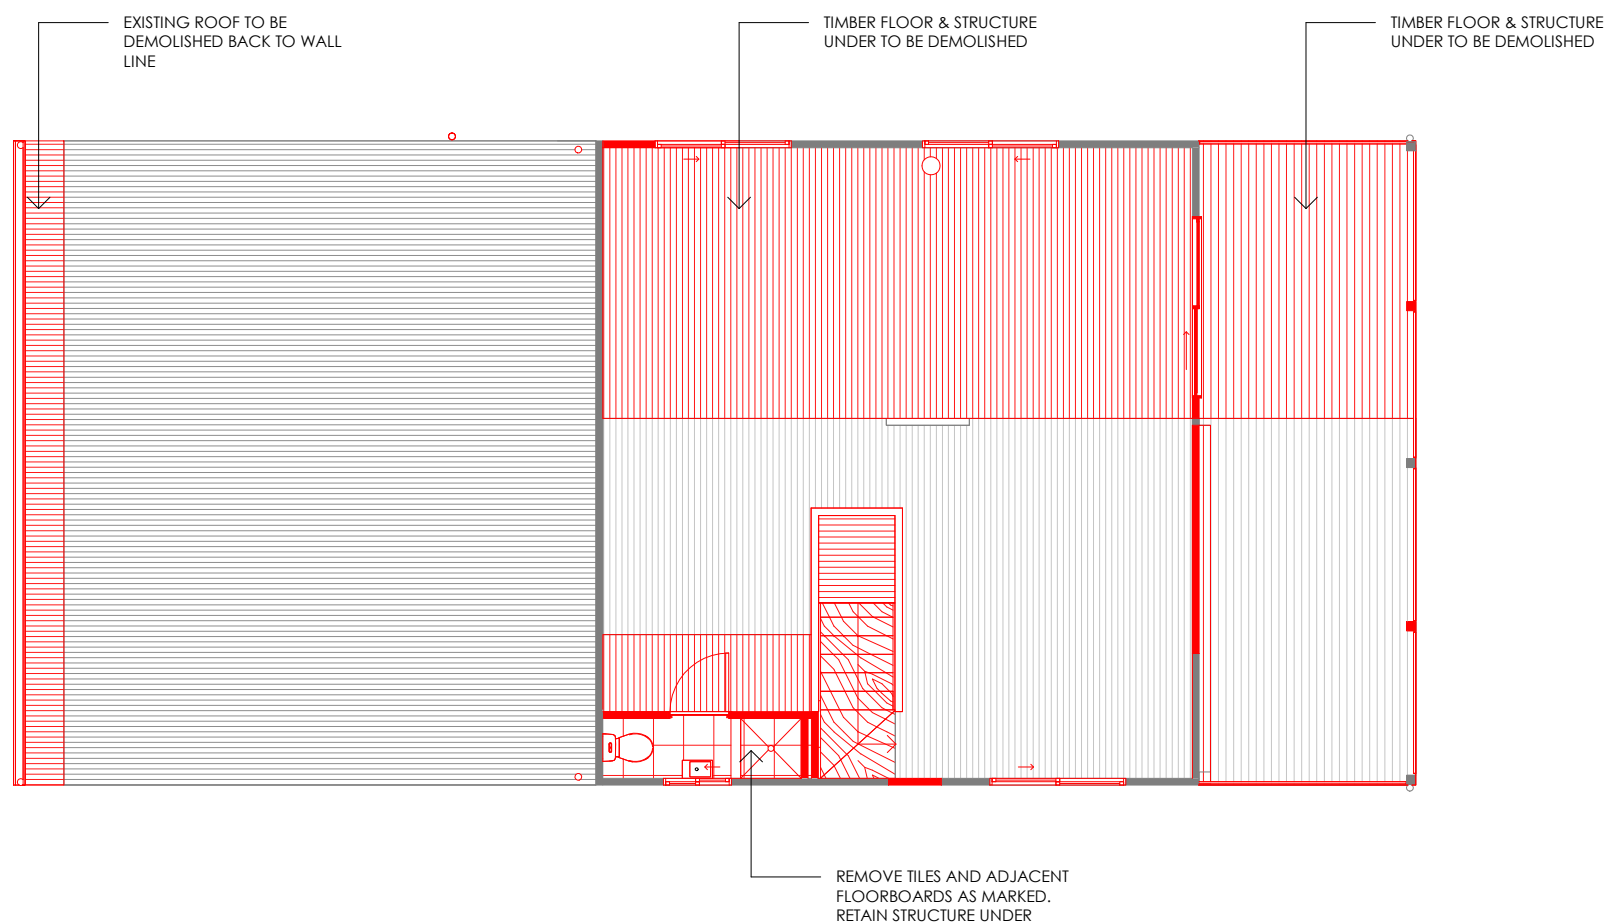 EXISTING ROOF TO BE
DEMOLISHED BACK TO WALL
LINE
TIMBER FLOOR & STRUCTURE
UNDER TO BE DEMOLISHED
TIMBER FLOOR & STRUCTURE
UNDER TO BE DEMOLISHED
REMOVE TILES AND ADJACENT
FLOORBOARDS AS MARKED.
RETAIN STRUCTURE UNDER